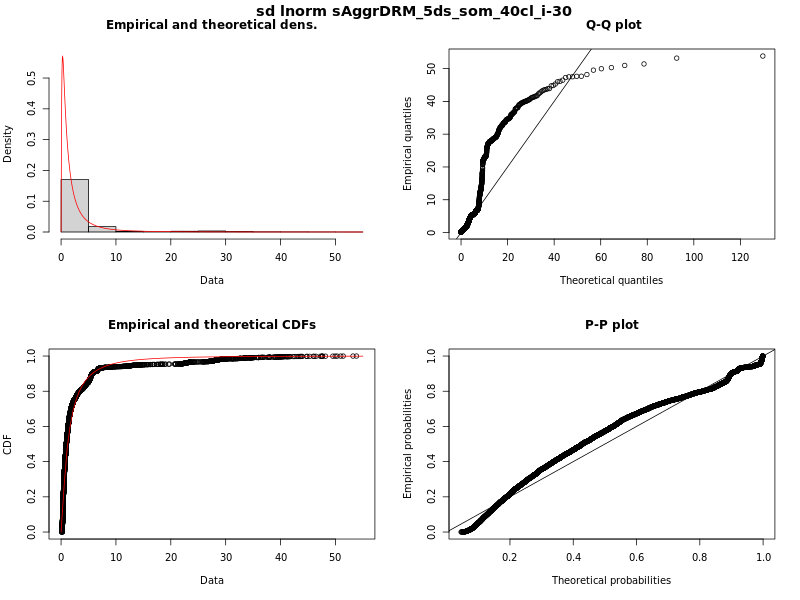 sd lnorm sAggrDRM_5ds_som_40cl_i-30
Empirical and theoretical dens.
Density
0.0 0.1 0.2 0.3 0.4 0.5
0 10 20 30 40 50
Data
Q-Q plot
Empirical quantiles
0 10 20 30 40 50
0 20 40 60 80 100 120
Theoretical quantiles
Empirical and theoretical CDFs
CDF
0.0 0.2 0.4 0.6 0.8 1.0
0 10 20 30 40 50
Data
P-P plot
Empirical probabilities
0.0 0.2 0.4 0.6 0.8 1.0
0.2 0.4 0.6 0.8 1.0
Theoretical probabilities